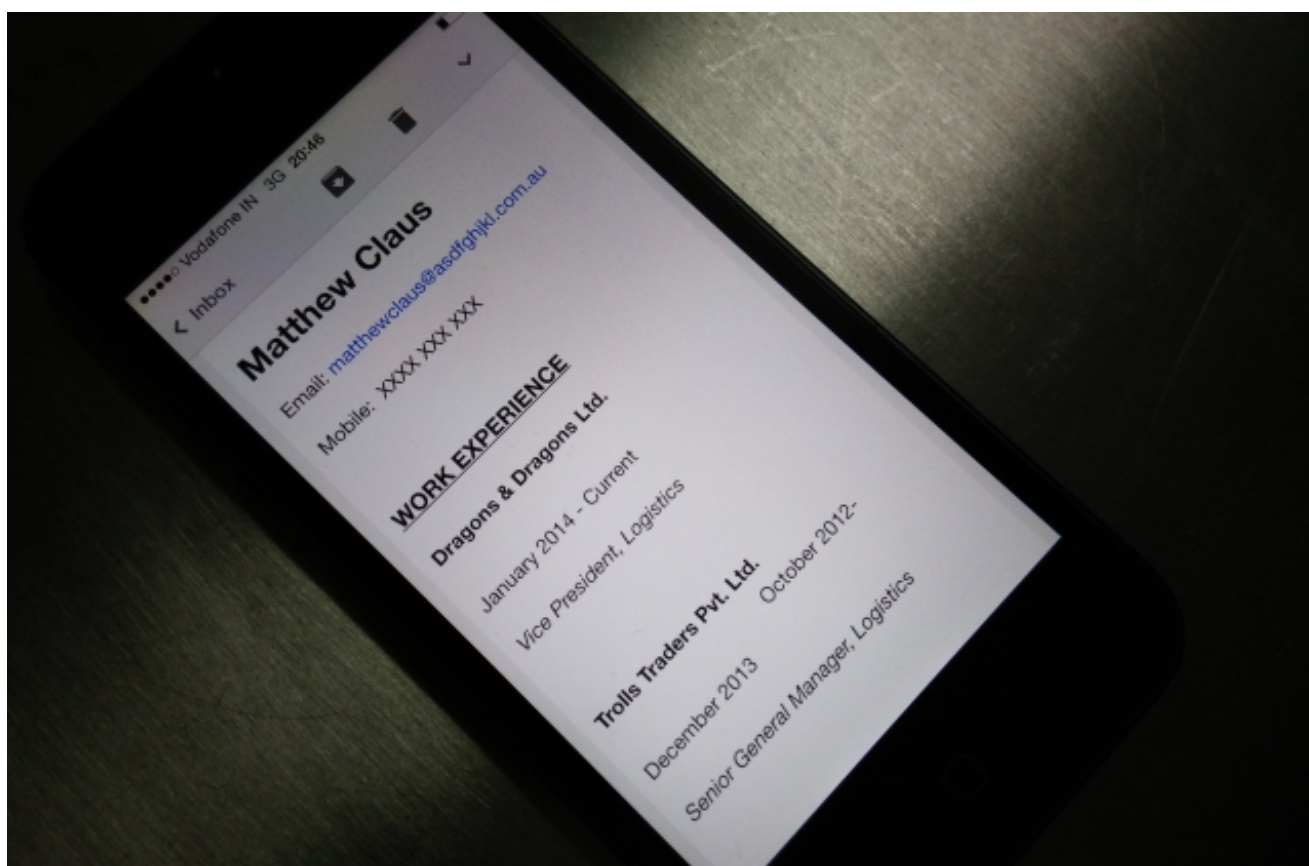 ●●●●○ Vodafone IN 3G 20:46
< Inbox
Matthew Claus
Email: matthewclaus@asdfghjkl.com.au
Mobile: XXXX XXX XXX
WORK EXPERIENCE
Dragons & Dragons Ltd.
January 2014 - Current
Vice President, Logistics
Trolls Traders Pvt. Ltd.
October 2012-
December 2013
Senior General Manager, Logistics